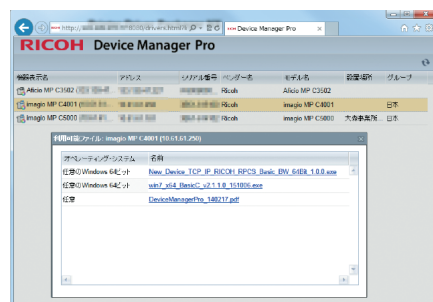 Device Manager Pro
RICOH Device Manager Pro
機器表示名 アドレス シリアル番号 ベンダー名 モデル名 設置場所 グループ
Aficio MP C3502 Ricoh Aficio MP C3502
imagio MP C4001 Ricoh imagio MP C4001 日本
imagio MP C5000 Ricoh imagio MP C5000 大森事業所... 日本
利用可能ファイル: imagio MP C4001 (10.61.61.250)
オペレーティング・システム 名前
任意のWindows 64ビット New_Device_TCP_IP_RICOH_RPCS_Basic_BW_64Bit_1.0.0.exe
任意のWindows 64ビット win7_x64_BasicC_v2.1.1.0_151006.exe
任意 DeviceManagerPro_140217.pdf